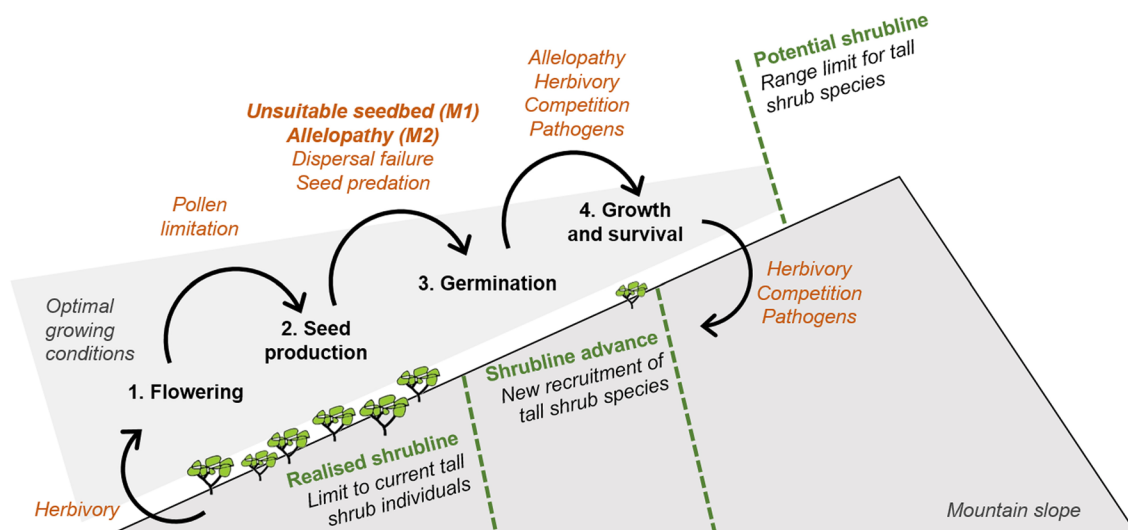 Potential shrubline
Range limit for tall
shrub species
Allelopathy
Herbivory
Competition
Pathogens
Unsuitable seedbed (M1)
Allelopathy (M2)
Dispersal failure
Seed predation
Pollen
limitation
4. Growth
and survival
3. Germination
Herbivory
Competition
Pathogens
Optimal
growing
conditions
2. Seed
production
1. Flowering
Shrubline advance
New recruitment of
tall shrub species
Realised shrubline
Limit to current tall
shrub individuals
Herbivory
Mountain slope